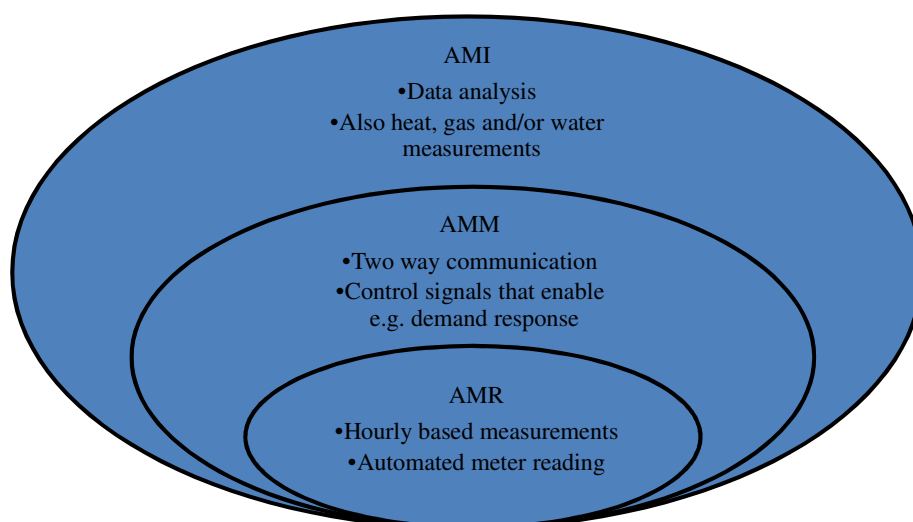 AMI
•Data analysis
•Also heat, gas and/or water
measurements
AMM
•Two way communication
•Control signals that enable
e.g. demand response
AMR
•Hourly based measurements
•Automated meter reading